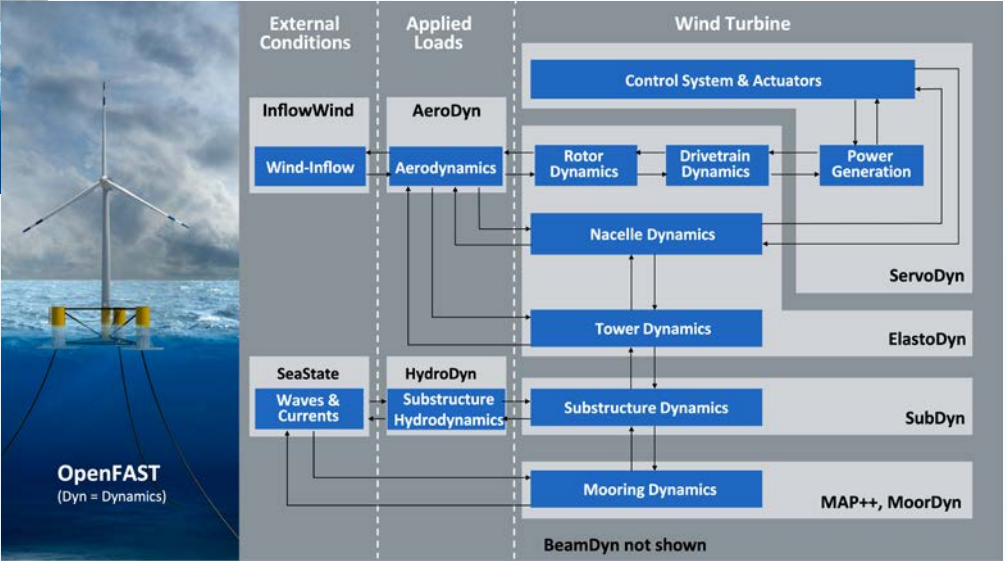 External
Conditions
Applied
Loads
Wind Turbine
Control System & Actuators
InflowWind
AeroDyn
Wind-Inflow
Aerodynamics
Rotor
Dynamics
Drivetrain
Dynamics
Power
Generation
Nacelle Dynamics
ServoDyn
Tower Dynamics
ElastoDyn
SeaState
HydroDyn
Waves &
Currents
Substructure
Hydrodynamics
Substructure Dynamics
SubDyn
OpenFAST
(Dyn = Dynamics)
Mooring Dynamics
MAP++, MoorDyn
BeamDyn not shown